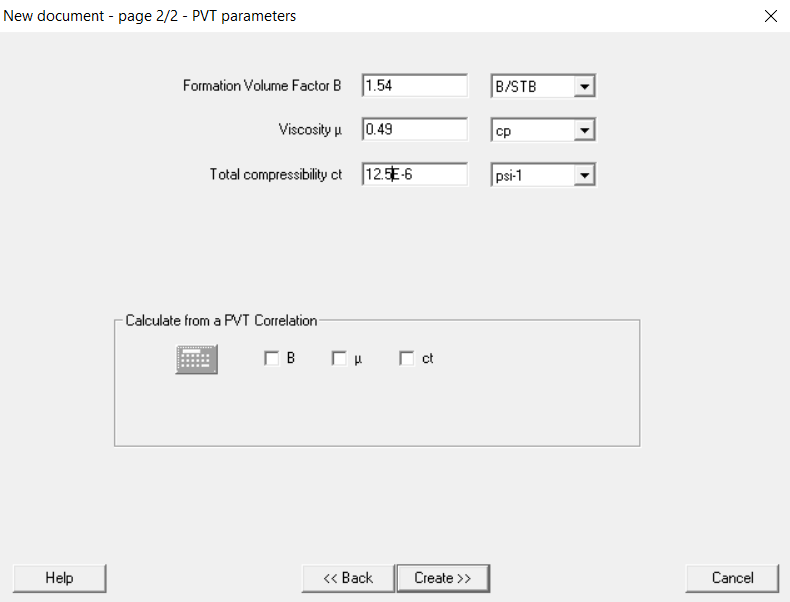 New document - page 2/2 - PVT parameters
Formation Volume Factor B 1.54 B/STB
Viscosity µ 0.49 cp
Total compressibility ct 12.5E-6 psi-1
Calculate from a PVT Correlation
B µ ct
Help << Back Create >> Cancel